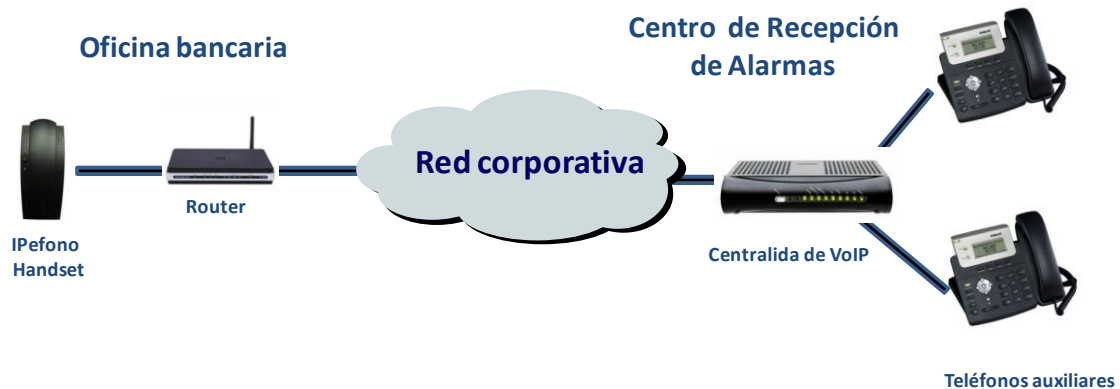 Oficina bancaria
Centro de Recepción
de Alarmas
Red corporativa
Router
IPefono
Handset
Centralida de VoIP
Teléfonos auxiliares